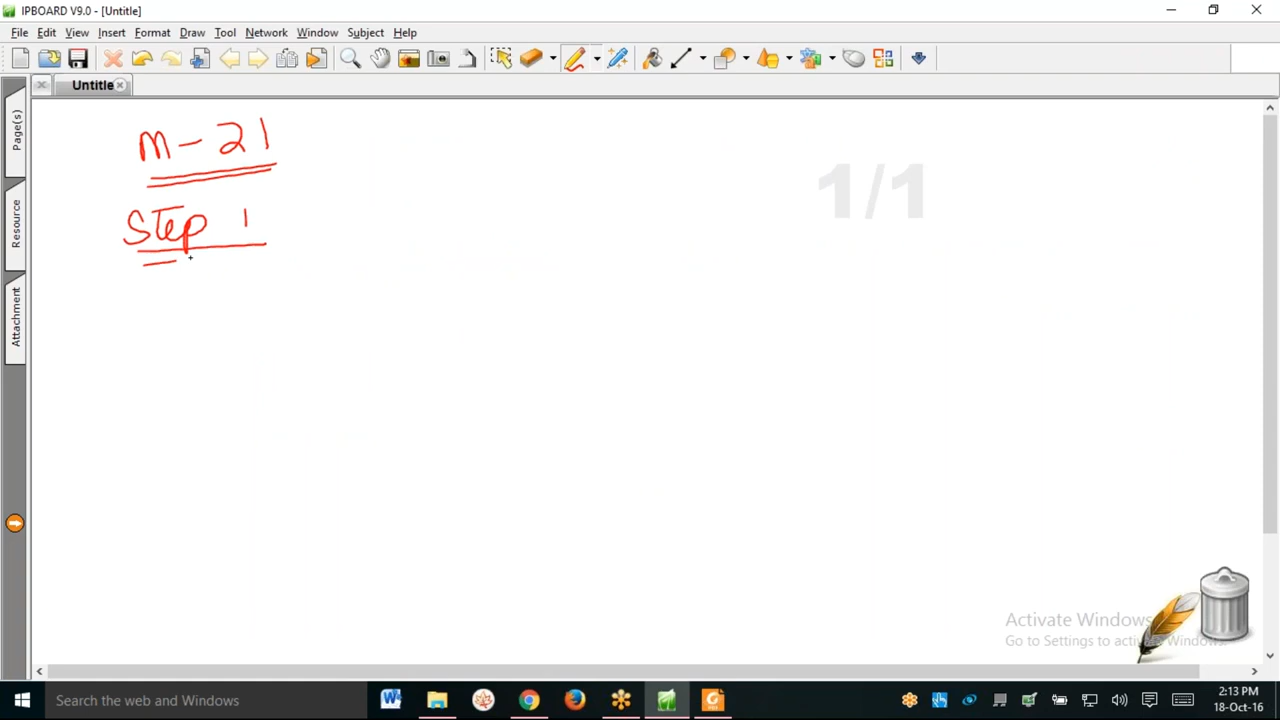 IPBOARD V9.0 - [Untitle]
File Edit View Insert Format Draw Tool Network Window Subject Help
Untitle
Page(s)
Resource
Attachment
m - 21
Step 1
1/1
Activate Windows
Go to Settings to activate Windows.
Search the web and Windows
2:13 PM
18-Oct-16